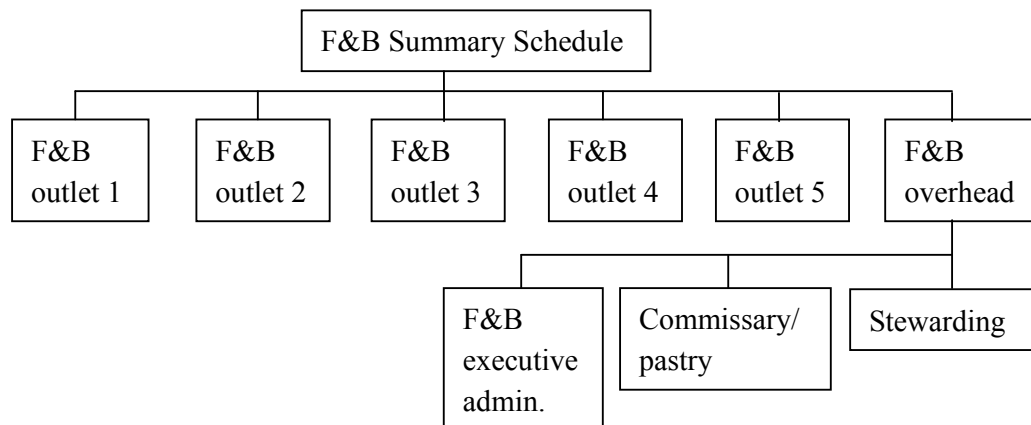 F&B Summary Schedule
F&B
outlet 1
F&B
outlet 2
F&B
outlet 3
F&B
outlet 4
F&B
outlet 5
F&B
overhead
F&B
executive
admin.
Commissary/
pastry
Stewarding